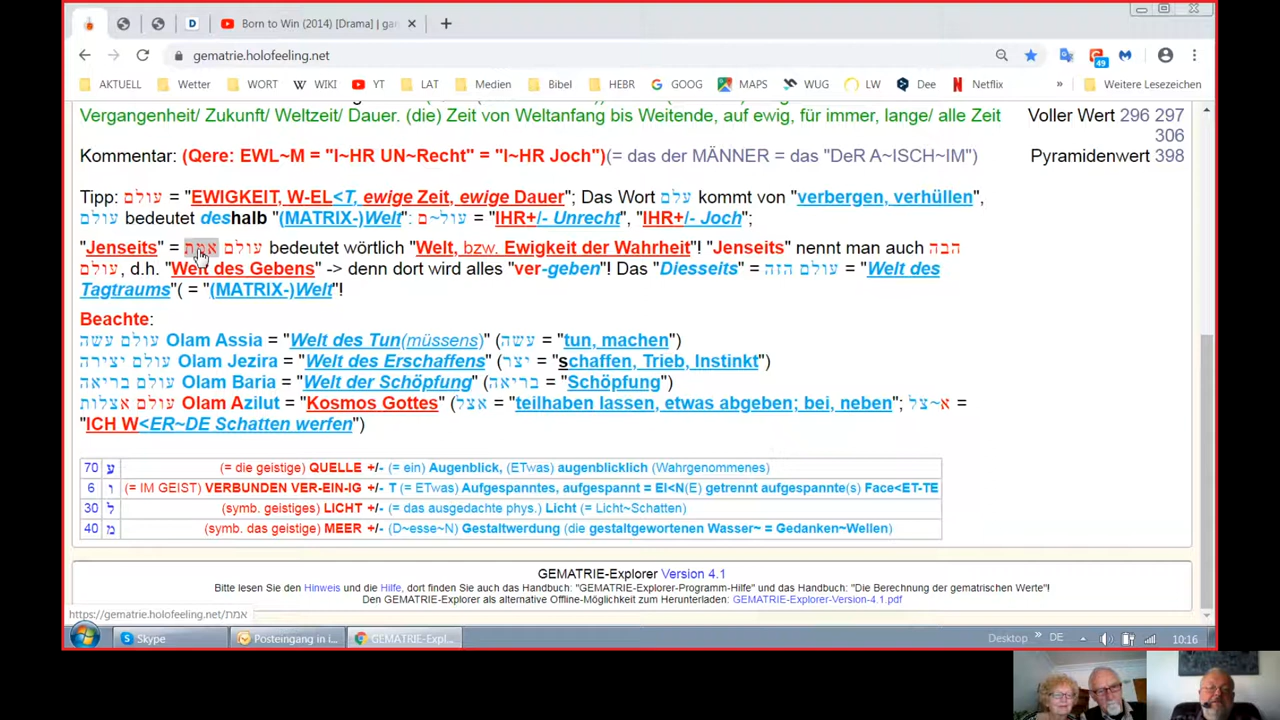 Born to Win (2014) [Drama] | ga
gematrie.holofeeling.net
49
AKTUELL Wetter WORT WIKI YT LAT Medien Bibel HEBR GOOG MAPS WUG LW Dee Netflix » Weitere Lesezeichen
Vergangenheit/ Zukunft/ Weltzeit/ Dauer. (die) Zeit von Weltanfang bis Weitende, auf ewig, für immer, lange/ alle Zeit
Voller Wert 296 297
306
Kommentar: (Qere: EWL~M = "I~HR UN~Recht" = "I~HR Joch")(= das der MÄNNER = das "DeR A~ISCH~IM")
Pyramidenwert 398
Tipp: עולם = "EWIGKEIT, W-EL<T, ewige Zeit, ewige Dauer"; Das Wort עלם kommt von "verbergen, verhüllen",
עולם bedeutet deshalb "(MATRIX-)Welt": עול~ם = "IHR+/- Unrecht", "IHR+/- Joch";
"Jenseits" = עולם אמת bedeutet wörtlich "Welt, bzw. Ewigkeit der Wahrheit"! "Jenseits" nennt man auch הבה
עולם, d.h. "Welt des Gebens" -> denn dort wird alles "ver-geben"! Das "Diesseits" = עולם הזה = "Welt des
Tagtraums"( = "(MATRIX-)Welt"!
Beachte:
עולם עשה Olam Assia = "Welt des Tun(müssens)" (עשה = "tun, machen")
עולם יצירה Olam Jezira = "Welt des Erschaffens" (יצר = "schaffen, Trieb, Instinkt")
עולם בריאה Olam Baria = "Welt der Schöpfung" (בריאה = "Schöpfung")
עולם אצלות Olam Azilut = "Kosmos Gottes" (אצל = "teilhaben lassen, etwas abgeben; bei, neben"; א~צל =
"ICH W<ER~DE Schatten werfen")
70 ע (= die geistige) QUELLE +/- (= ein) Augenblick, (ETwas) augenblicklich (Wahrgenommenes)
6 ו (= IM GEIST) VERBUNDEN VER-EIN-IG +/- T (= ETwas) Aufgespanntes, aufgespannt = EI<N(E) getrennt aufgespannte(s) Face<ET-TE
30 ל (symb. geistiges) LICHT +/- (= das ausgedachte phys.) Licht (= Licht~Schatten)
40 מ (symb. das geistige) MEER +/- (D~esse~N) Gestaltwerdung (die gestaltgewortenen Wasser~ = Gedanken~Wellen)
GEMATRIE-Explorer Version 4.1
Bitte lesen Sie den Hinweis und die Hilfe, dort finden Sie auch das Handbuch: "GEMATRIE-Explorer-Programm-Hilfe" und das Handbuch: "Die Berechnung der gematrischen Werte"!
Den GEMATRIE-Explorer als alternative Offline-Möglichkeit zum Herunterladen: GEMATRIE-Explorer-Version-4.1.pdf
https://gematrie.holofeeling.net/אמת
Skype Posteingang in I... GEMATRIE-Expl... Desktop » DE 10:16